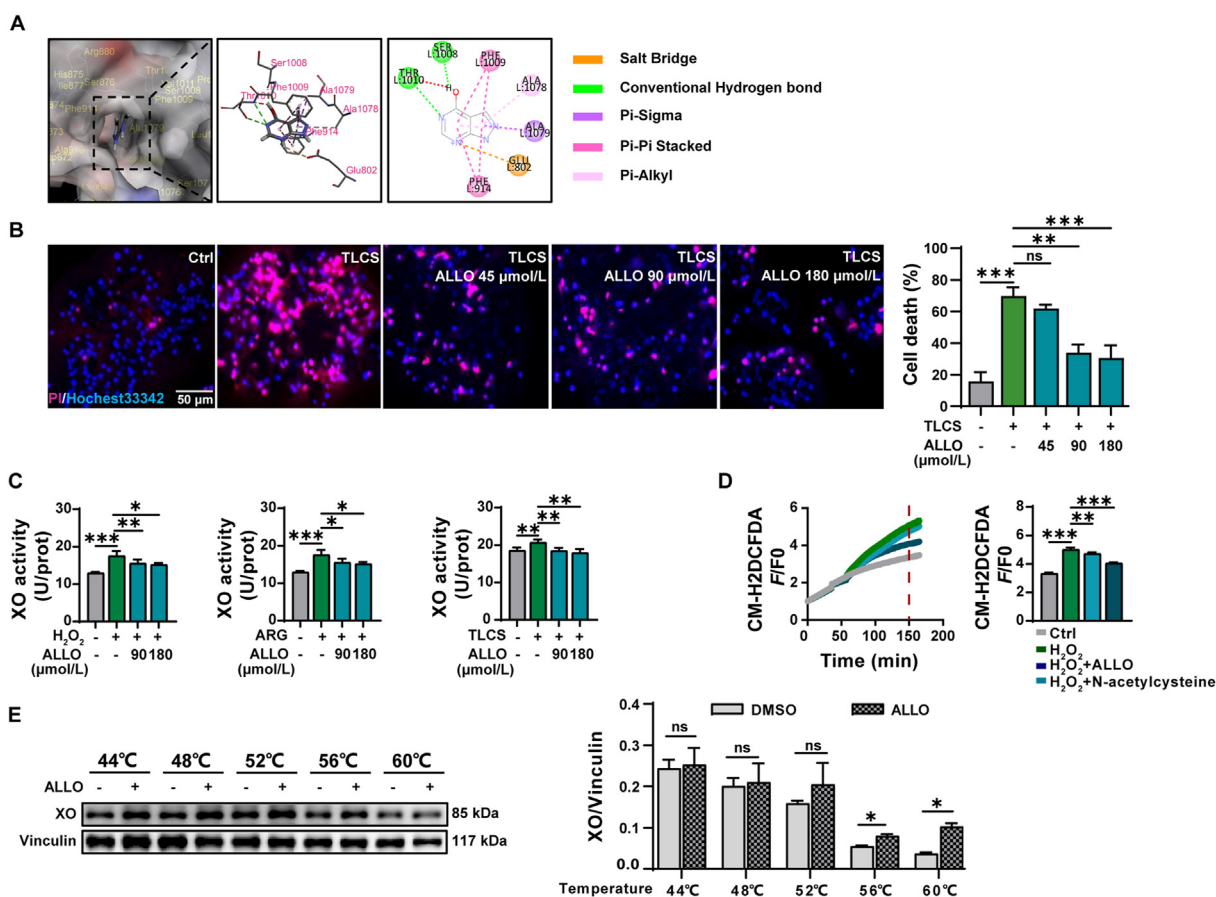 A
Arg880
His875
Ile877
Ser876
Ser1008
Phe1009
Phe914
Ala1079
Glu802
Ser1008
Phe1009
Thr1010
Ala1079
Ala1078
Phe914
Glu802
SER
L:1008
PHE
L:1009
THR
L:1010
ALA
L:1078
ALA
L:1079
GLU
L:802
PHE
L:914
H
N
Salt Bridge
Conventional Hydrogen bond
Pi-Sigma
Pi-Pi Stacked
Pi-Alkyl
B
Ctrl
PI/Hochest33342
50 μm
TLCS
TLCS
ALLO 45 μmol/L
TLCS
ALLO 90 μmol/L
TLCS
ALLO 180 μmol/L
Cell death (%)
100
80
60
40
20
0
***
**
ns
***
TLCS - + + + +
ALLO - - 45 90 180
(μmol/L)
C
XO activity
(U/prot)
30
20
10
0
*
**
***
H₂O₂ - + + +
ALLO - - 90 180
(μmol/L)
XO activity
(U/prot)
30
20
10
0
*
*
***
ARG - + + +
ALLO - - 90 180
(μmol/L)
XO activity
(U/prot)
30
20
10
0
**
**
**
TLCS - + + +
ALLO - - 90 180
(μmol/L)
D
CM-H2DCFDA
F/F0
6
4
2
0
0 50 100 150 200
Time (min)
CM-H2DCFDA
F/F0
8
6
4
2
0
***
**
***
Ctrl
H₂O₂
H₂O₂+ALLO
H₂O₂+N-acetylcysteine
E
44℃ 48℃ 52℃ 56℃ 60℃
ALLO - + - + - + - + - +
XO 85 kDa
Vinculin 117 kDa
DMSO ALLO
XO/Vinculin
0.4
0.3
0.2
0.1
0.0
ns
ns
ns
*
*
Temperature 44℃ 48℃ 52℃ 56℃ 60℃